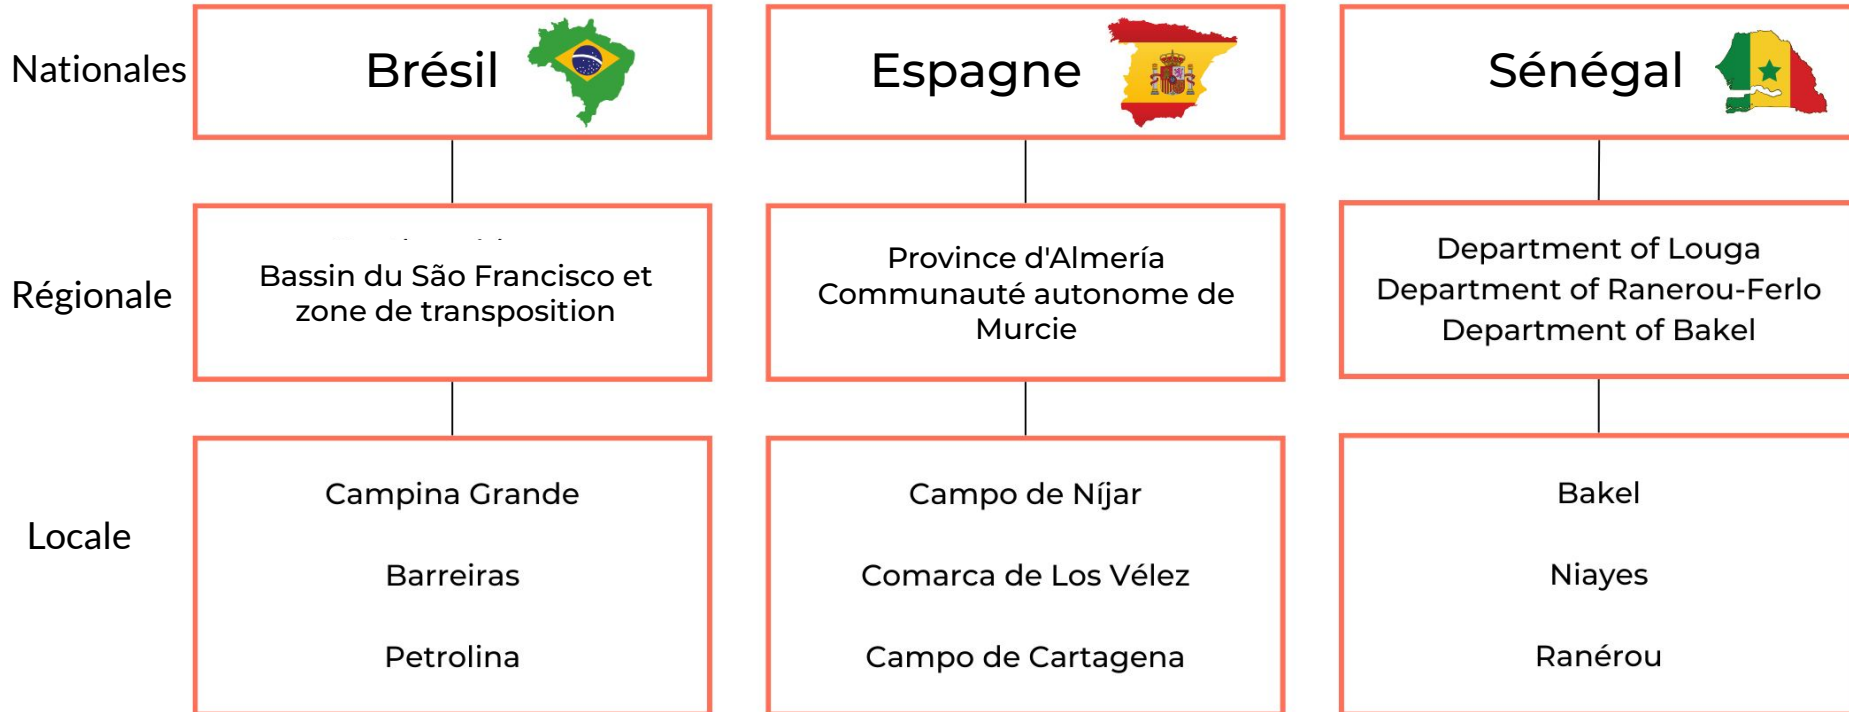 Nationales
Brésil
Espagne
Sénégal
Régionale
Bassin du São Francisco et
zone de transposition
Province d'Almería
Communauté autonome de
Murcie
Department of Louga
Department of Ranerou-Ferlo
Department of Bakel
Locale
Campina Grande
Barreiras
Petrolina
Campo de Níjar
Comarca de Los Vélez
Campo de Cartagena
Bakel
Niayes
Ranérou